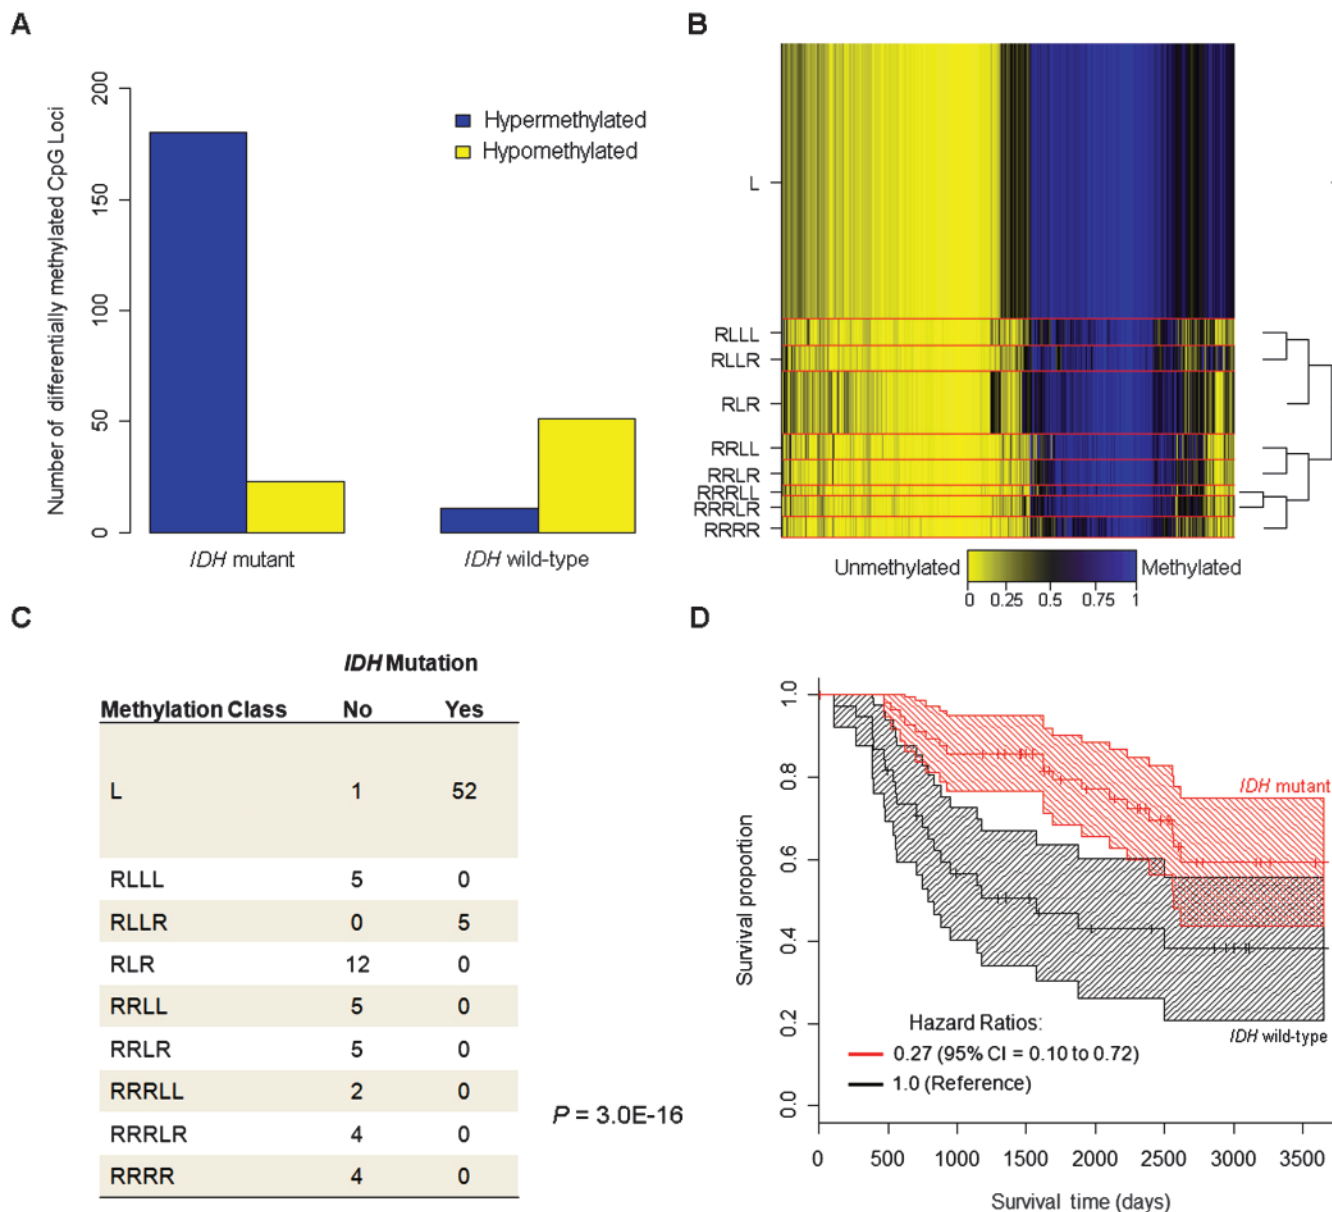 A
Number of differentially methylated CpG Loci
200
150
100
50
0
Hypermethylated
Hypomethylated
IDH mutant
IDH wild-type
B
L
RLLL
RLLR
RLR
RRLL
RRLR
RRRLL
RRRLR
RRRR
Unmethylated
Methylated
0 0.25 0.5 0.75 1
C
IDH Mutation
Methylation Class No Yes
L 1 52
RLLL 5 0
RLLR 0 5
RLR 12 0
RRLL 5 0
RRLR 5 0
RRRLL 2 0
RRRLR 4 0
RRRR 4 0
P = 3.0E-16
D
Survival proportion
1.0
0.8
0.6
0.4
0.2
0.0
IDH mutant
IDH wild-type
Hazard Ratios:
0.27 (95% CI = 0.10 to 0.72)
1.0 (Reference)
0 500 1000 1500 2000 2500 3000 3500
Survival time (days)